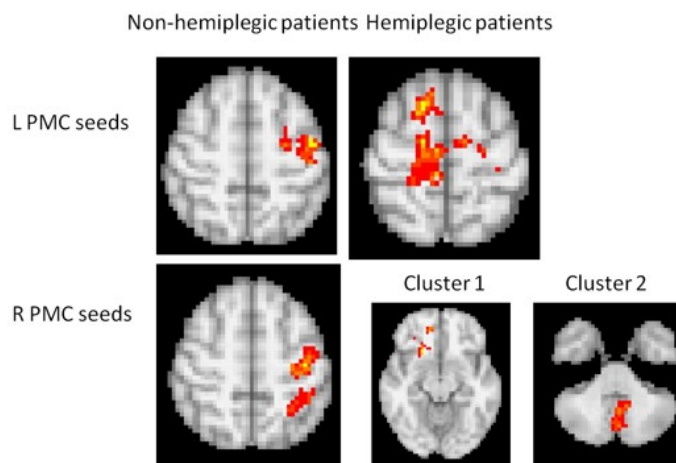 Non-hemiplegic patients Hemiplegic patients
L PMC seeds
R PMC seeds
Cluster 1
Cluster 2